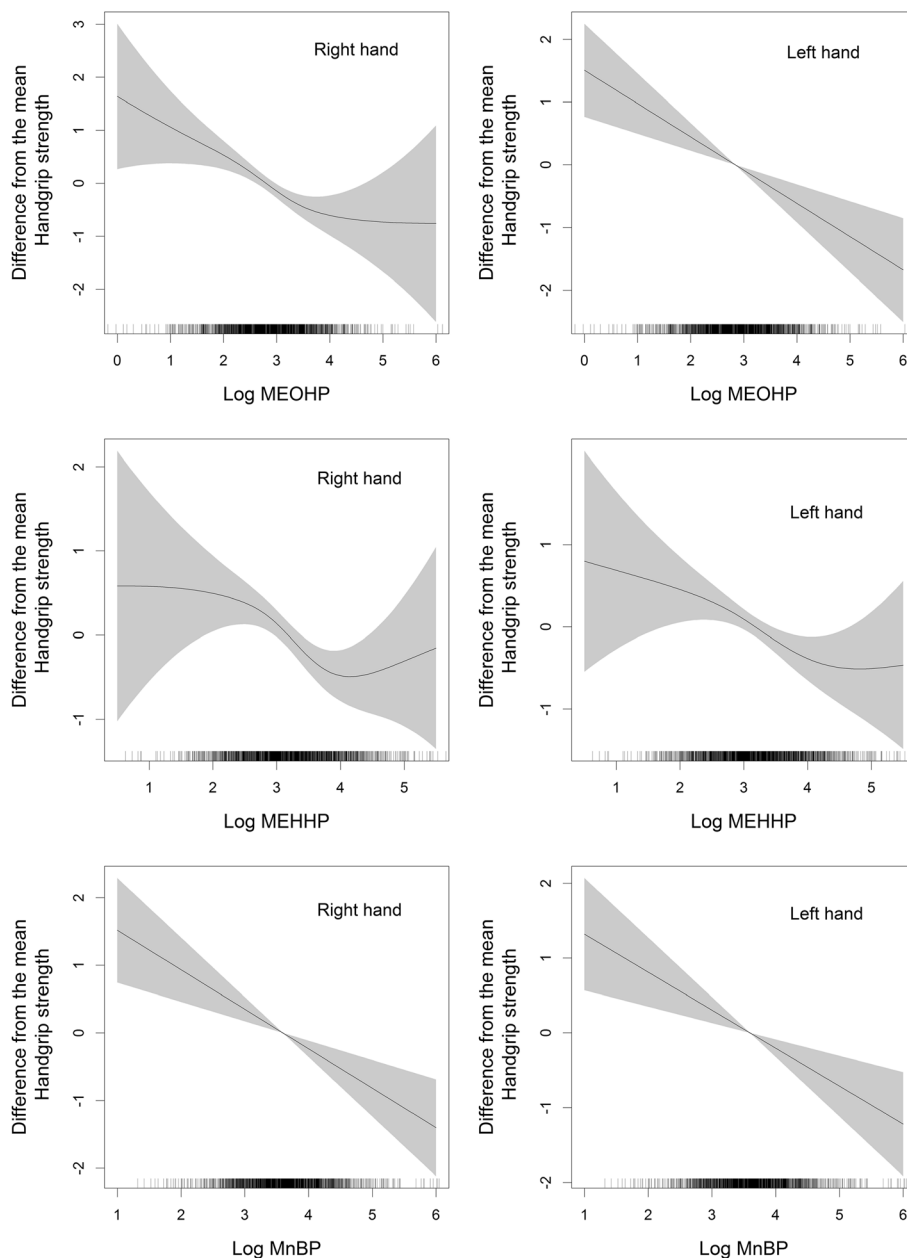 Right hand
Difference from the mean
Handgrip strength
3
2
1
0
-1
-2
0 1 2 3 4 5 6
Log MEOHP
Left hand
Difference from the mean
Handgrip strength
2
1
0
-1
-2
0 1 2 3 4 5 6
Log MEOHP
Right hand
Difference from the mean
Handgrip strength
2
1
0
-1
1 2 3 4 5
Log MEHHP
Left hand
Difference from the mean
Handgrip strength
1
0
-1
1 2 3 4 5
Log MEHHP
Right hand
Difference from the mean
Handgrip strength
2
1
0
-1
-2
1 2 3 4 5 6
Log MnBP
Left hand
Difference from the mean
Handgrip strength
2
1
0
-1
-2
1 2 3 4 5 6
Log MnBP